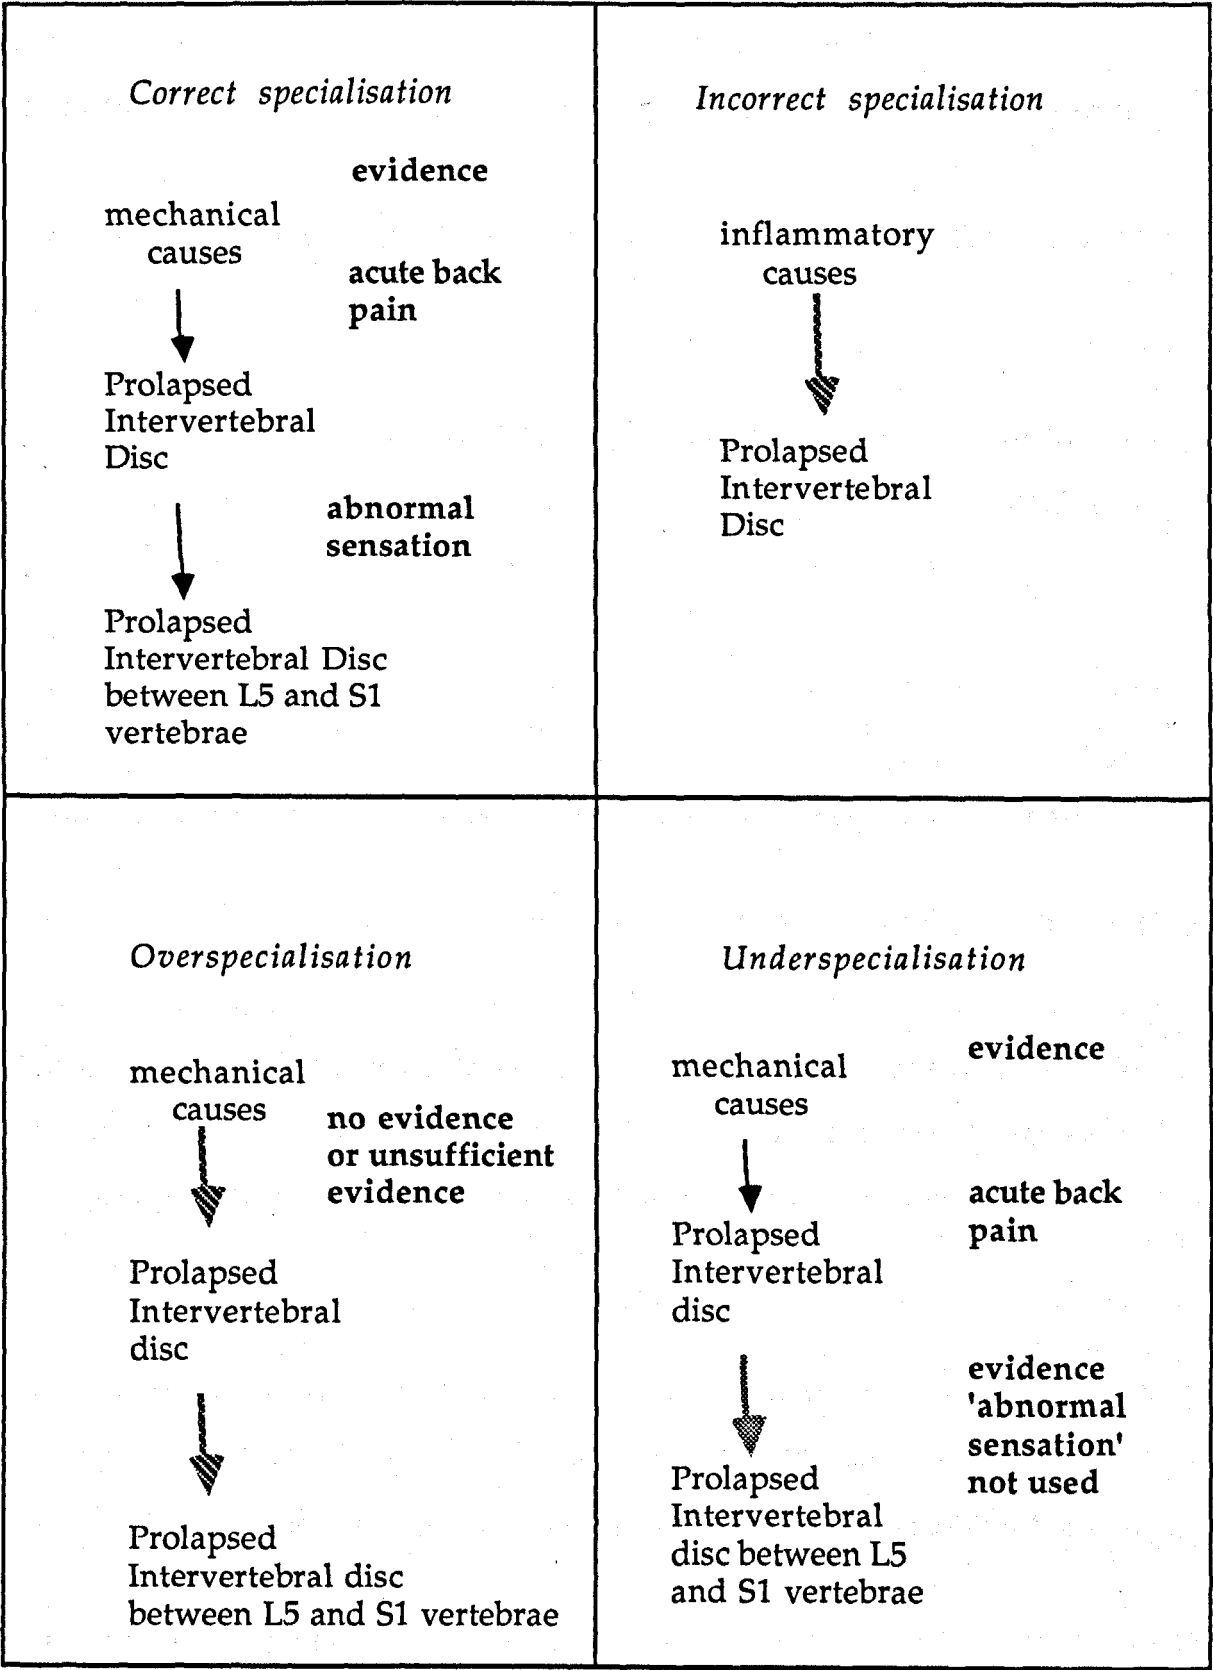 Correct specialisation
evidence
mechanical
causes
acute back
pain
Prolapsed
Intervertebral
Disc
abnormal
sensation
Prolapsed
Intervertebral Disc
between L5 and S1
vertebrae
Incorrect specialisation
inflammatory
causes
Prolapsed
Intervertebral
Disc
Overspecialisation
mechanical
causes
no evidence
or unsufficient
evidence
Prolapsed
Intervertebral
disc
Prolapsed
Intervertebral disc
between L5 and S1 vertebrae
Underspecialisation
evidence
mechanical
causes
acute back
pain
Prolapsed
Intervertebral
disc
evidence
'abnormal
sensation'
not used
Prolapsed
Intervertebral
disc between L5
and S1 vertebrae